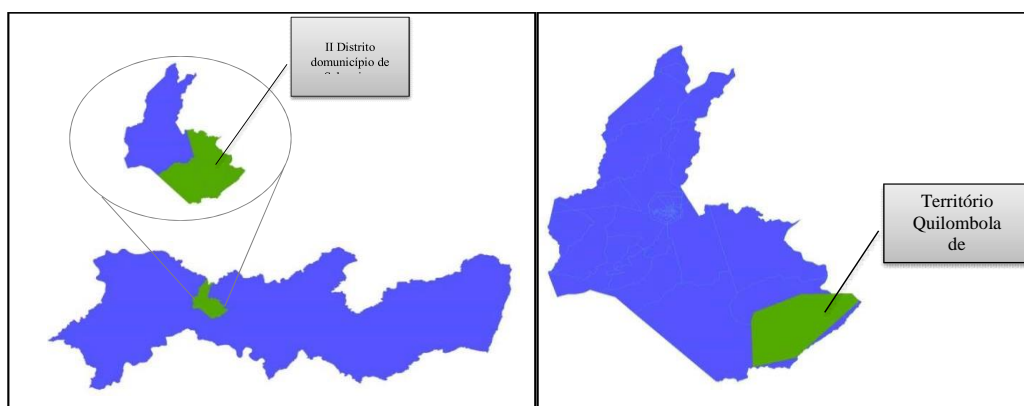 II Distrito
domunicípio de
Território
Quilombola
de